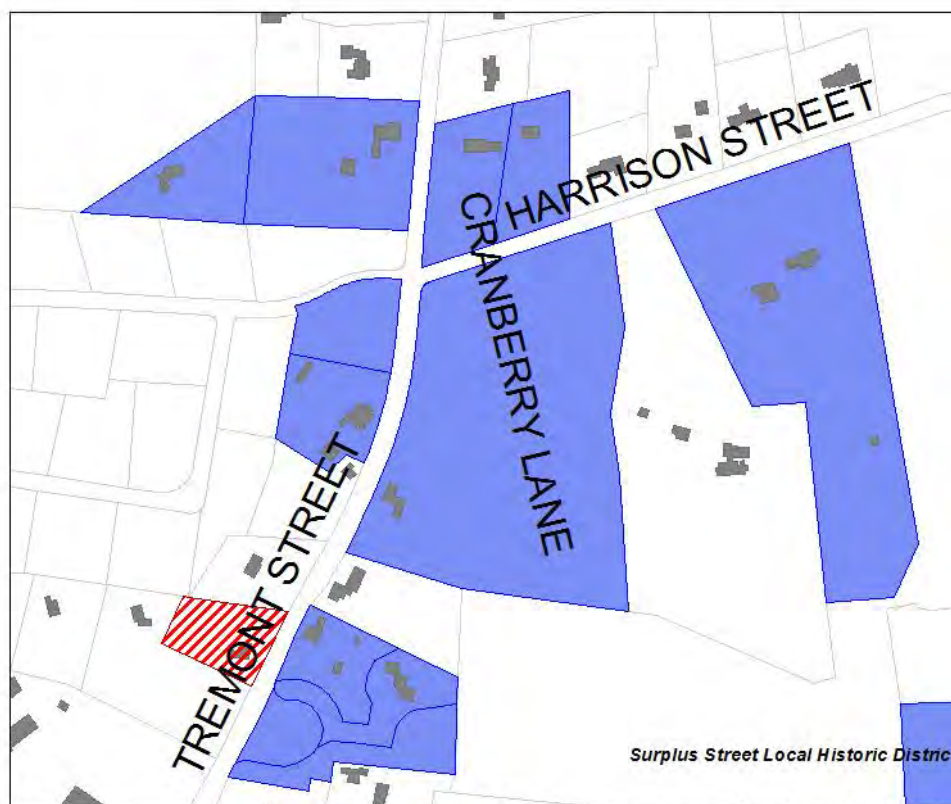 HARRISON STREET
CRANBERRY LANE
TREMONT STREET
Surplus Street Local Historic Distric